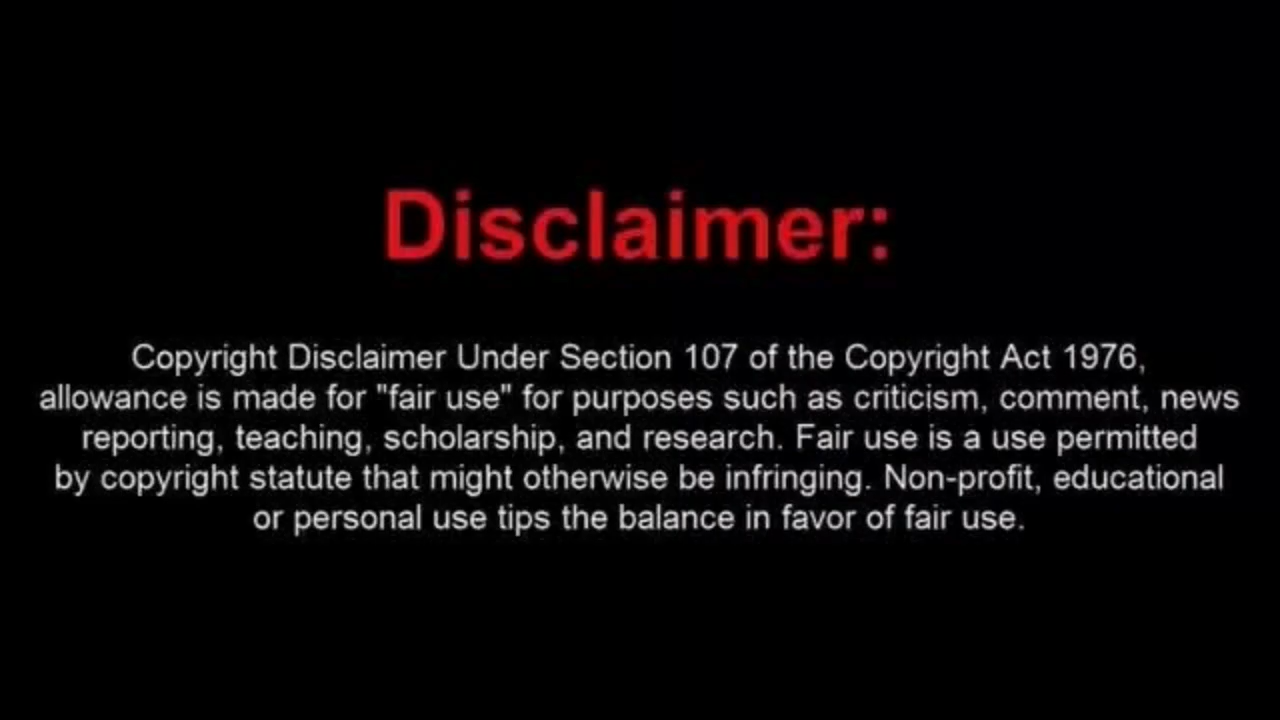 Disclaimer:
Copyright Disclaimer Under Section 107 of the Copyright Act 1976,
allowance is made for "fair use" for purposes such as criticism, comment, news
reporting, teaching, scholarship, and research. Fair use is a use permitted
by copyright statute that might otherwise be infringing. Non-profit, educational
or personal use tips the balance in favor of fair use.